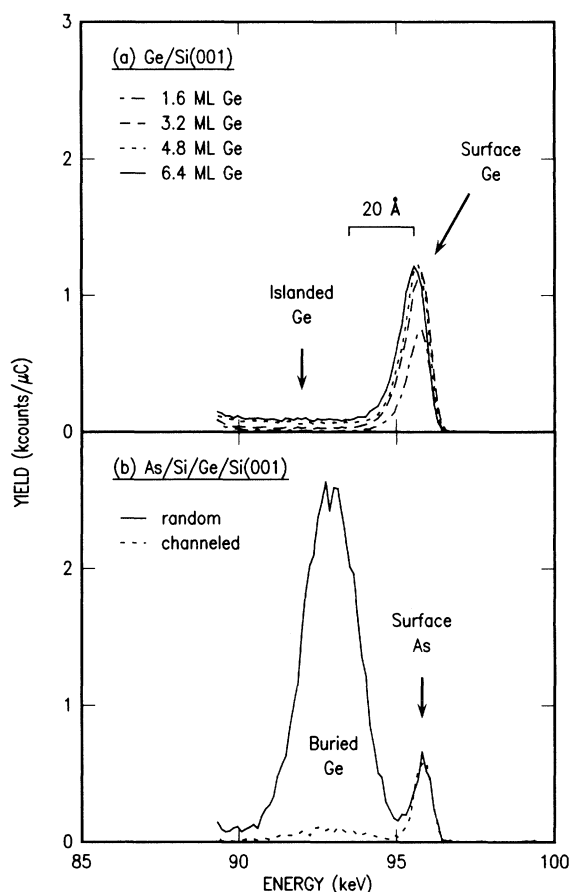 3
(a) Ge/Si(001)
1.6 ML Ge
3.2 ML Ge
4.8 ML Ge
6.4 ML Ge
Surface
Ge
2
20 Å
Islanded
Ge
1
0
YIELD (kcounts/μC)
(b) As/Si/Ge/Si(001)
random
channeled
2
Surface
As
1
Buried
Ge
0
85 90 95 100
ENERGY (keV)